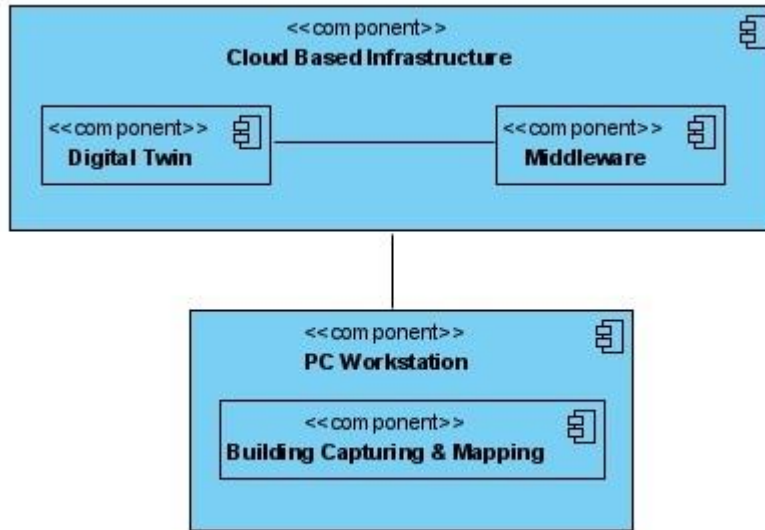 <<component>>
Cloud Based Infrastructure
<<component>>
Digital Twin
<<component>>
Middleware
<<component>>
PC Workstation
<<component>>
Building Capturing & Mapping